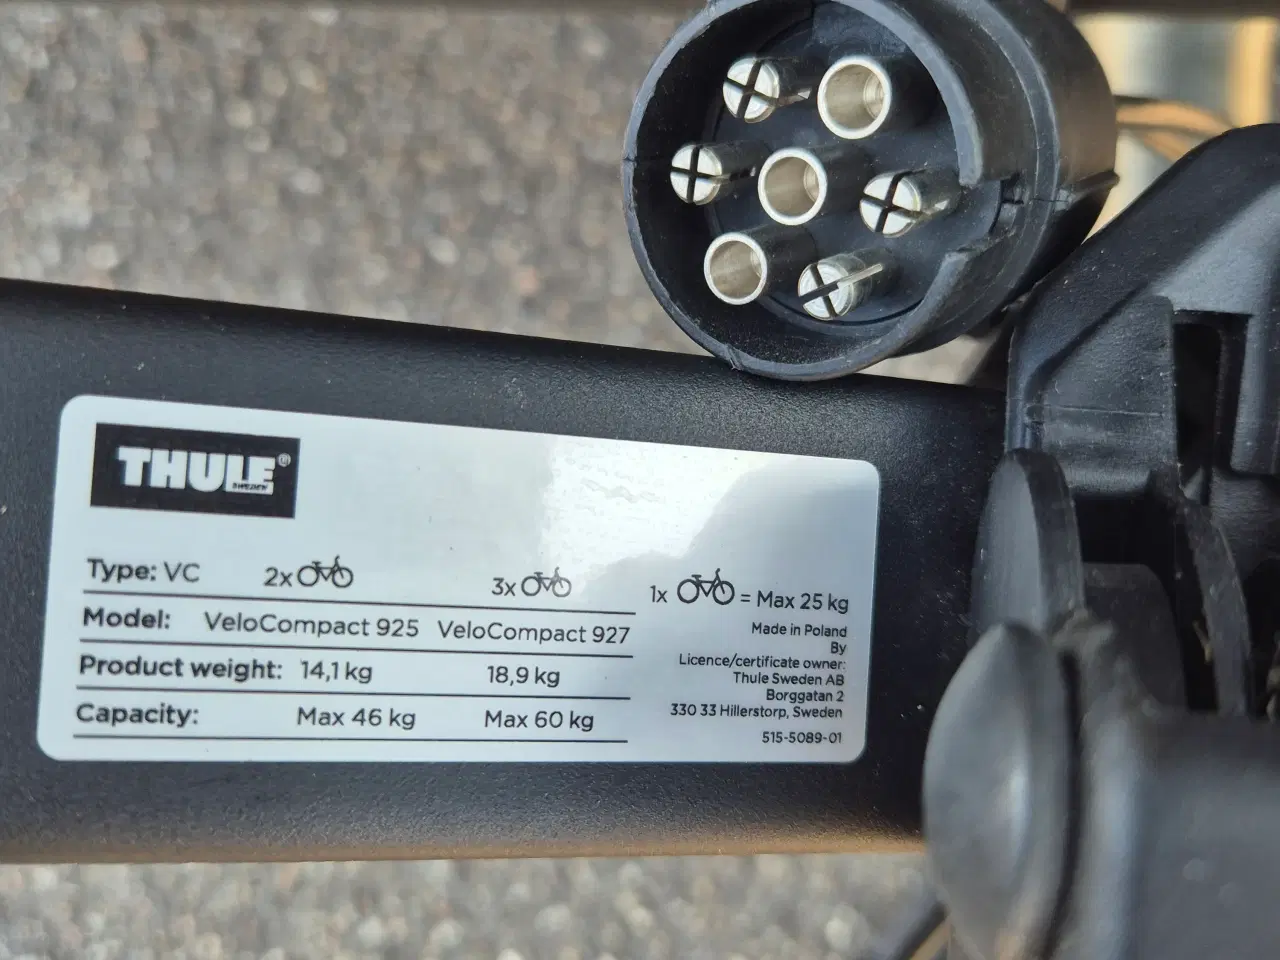 THULE®
SWEDEN
Type: VC 2x 3x
Model: VeloCompact 925 VeloCompact 927
Product weight: 14,1 kg 18,9 kg
Capacity: Max 46 kg Max 60 kg
1x = Max 25 kg
Made in Poland
By
Licence/certificate owner:
Thule Sweden AB
Borggatan 2
330 33 Hillerstorp, Sweden
515-5089-01